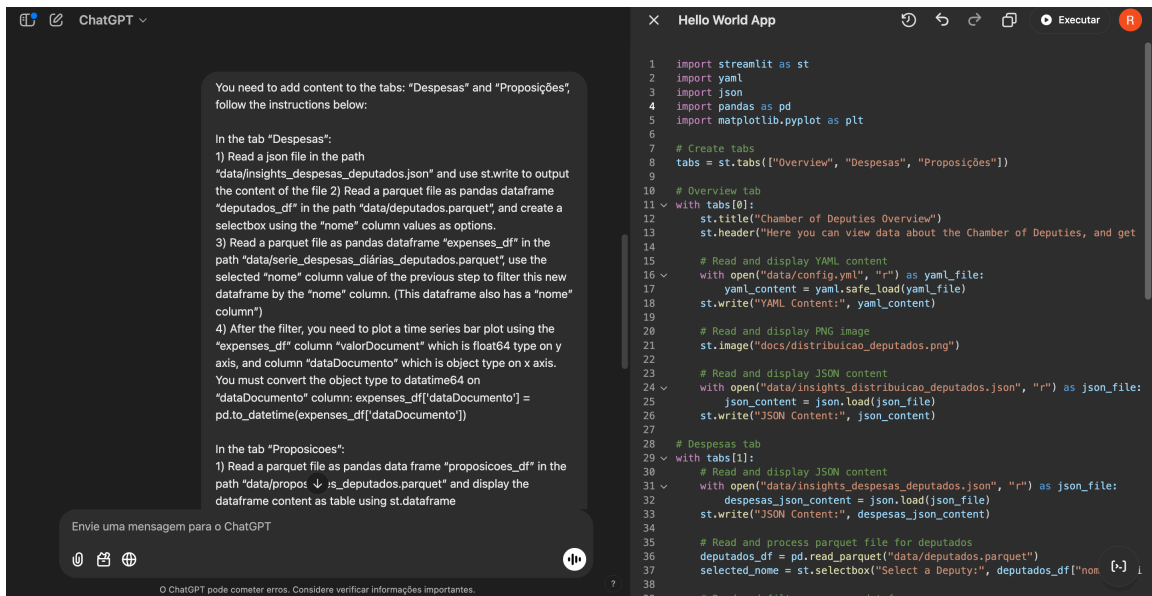 ChatGPT
You need to add content to the tabs: “Despesas” and “Proposições”,
follow the instructions below:
In the tab “Despesas”:
1) Read a json file in the path
“data/insights_despesas_deputados.json” and use st.write to output
the content of the file 2) Read a parquet file as pandas dataframe
“deputados_df” in the path “data/deputados.parquet”, and create a
selectbox using the “nome” column values as options.
3) Read a parquet file as pandas dataframe “expenses_df” in the
path “data/serie_despesas_diárias_deputados.parquet”, use the
selected “nome” column value of the previous step to filter this new
dataframe by the “nome” column. (This dataframe also has a “nome”
column”)
4) After the filter, you need to plot a time series bar plot using the
“expenses_df” column “valorDocument” which is float64 type on y
axis, and column “dataDocumento” which is object type on x axis.
You must convert the object type to datatime64 on
“dataDocumento” column: expenses_df['dataDocumento'] =
pd.to_datetime(expenses_df['dataDocumento'])
In the tab “Proposicoes”:
1) Read a parquet file as pandas data frame “proposicoes_df” in the
path “data/propos es_deputados.parquet” and display the
dataframe content as table using st.dataframe
Envie uma mensagem para o ChatGPT
O ChatGPT pode cometer erros. Considere verificar informações importantes.
?
Hello World App
Executar
R
1 import streamlit as st
2 import yaml
3 import json
4 import pandas as pd
5 import matplotlib.pyplot as plt
6
7 # Create tabs
8 tabs = st.tabs(["Overview", "Despesas", "Proposições"])
9
10 # Overview tab
11 with tabs[0]:
12 st.title("Chamber of Deputies Overview")
13 st.header("Here you can view data about the Chamber of Deputies, and get
14
15 # Read and display YAML content
16 with open("data/config.yml", "r") as yaml_file:
17 yaml_content = yaml.safe_load(yaml_file)
18 st.write("YAML Content:", yaml_content)
19
20 # Read and display PNG image
21 st.image("docs/distribuicao_deputados.png")
22
23 # Read and display JSON content
24 with open("data/insights_distribuicao_deputados.json", "r") as json_file:
25 json_content = json.load(json_file)
26 st.write("JSON Content:", json_content)
27
28 # Despesas tab
29 with tabs[1]:
30 # Read and display JSON content
31 with open("data/insights_despesas_deputados.json", "r") as json_file:
32 despesas_json_content = json.load(json_file)
33 st.write("JSON Content:", despesas_json_content)
34
35 # Read and process parquet file for deputados
36 deputados_df = pd.read_parquet("data/deputados.parquet")
37 selected_nome = st.selectbox("Select a Deputy:", deputados_df["nom
38